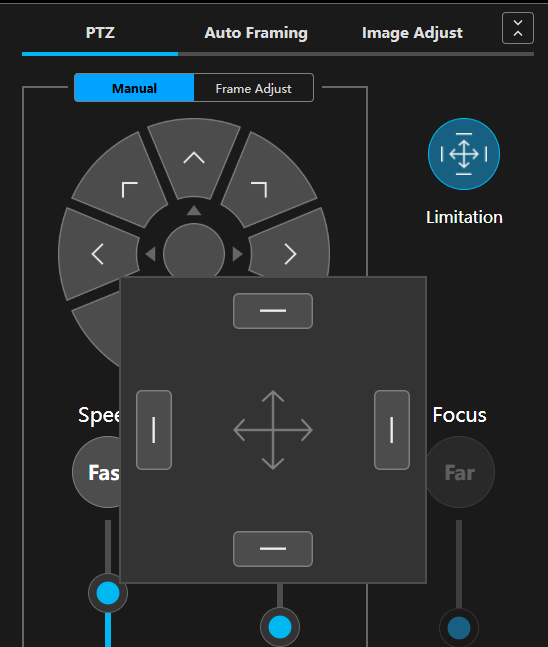 PTZ
Auto Framing
Image Adjust
Manual
Frame Adjust
Limitation
Focus
Far